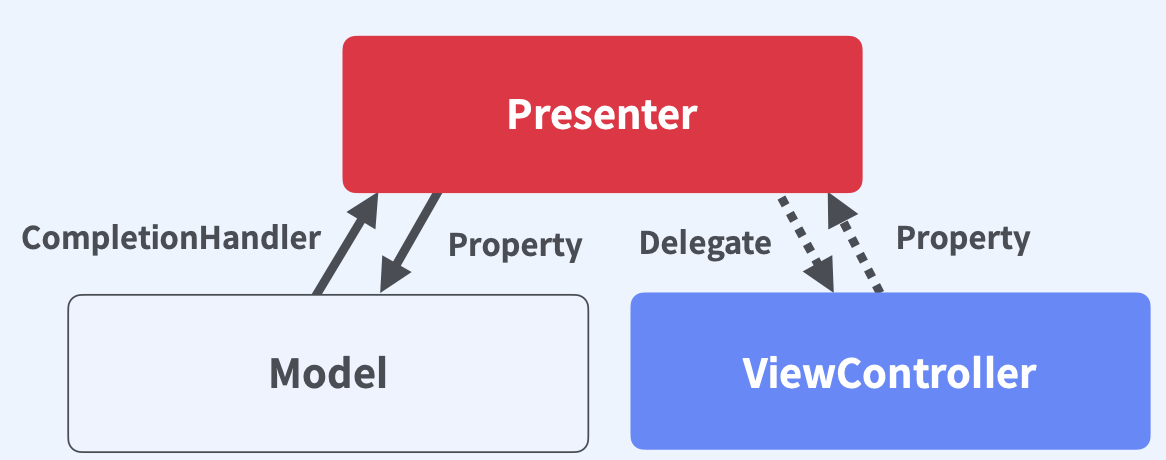 Presenter
CompletionHandler
Property
Delegate
Property
Model
ViewController